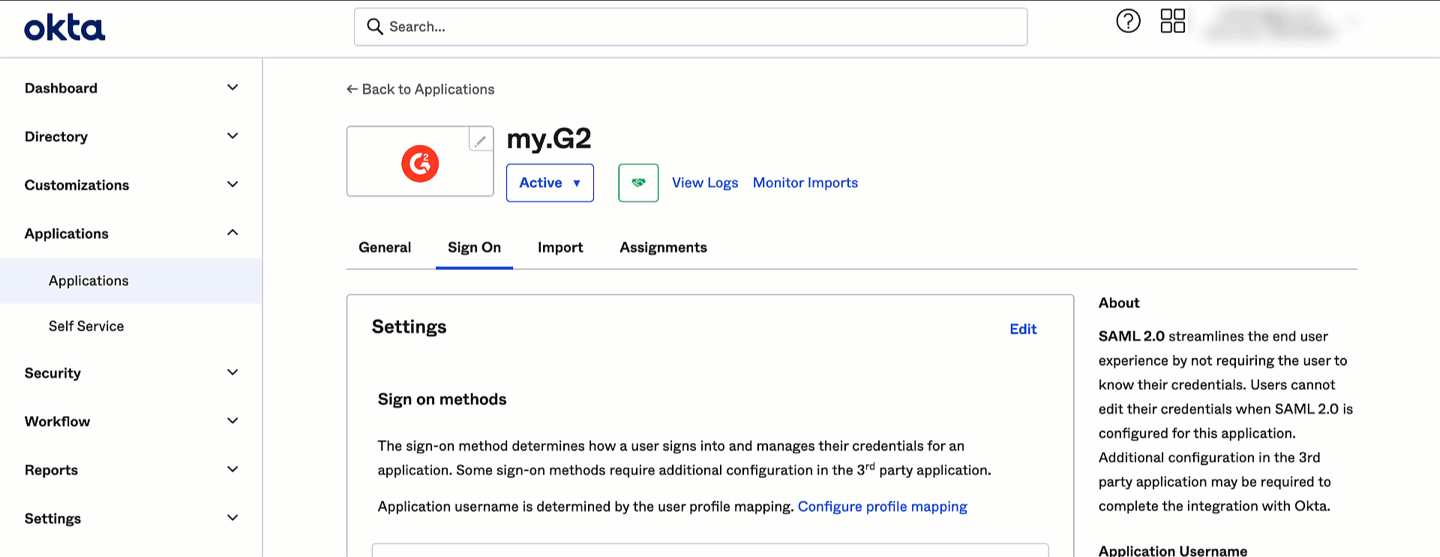 okta
Search...
Dashboard
Directory
Customizations
Applications
Applications
Self Service
Security
Workflow
Reports
Settings
← Back to Applications
G2
my.G2
Active ▼
View Logs Monitor Imports
General Sign On Import Assignments
Settings
Edit
Sign on methods
The sign-on method determines how a user signs into and manages their credentials for an
application. Some sign-on methods require additional configuration in the 3rd party application.
Application username is determined by the user profile mapping. Configure profile mapping
About
SAML 2.0 streamlines the end user
experience by not requiring the user to
know their credentials. Users cannot
edit their credentials when SAML 2.0 is
configured for this application.
Additional configuration in the 3rd
party application may be required to
complete the integration with Okta.
Application Username